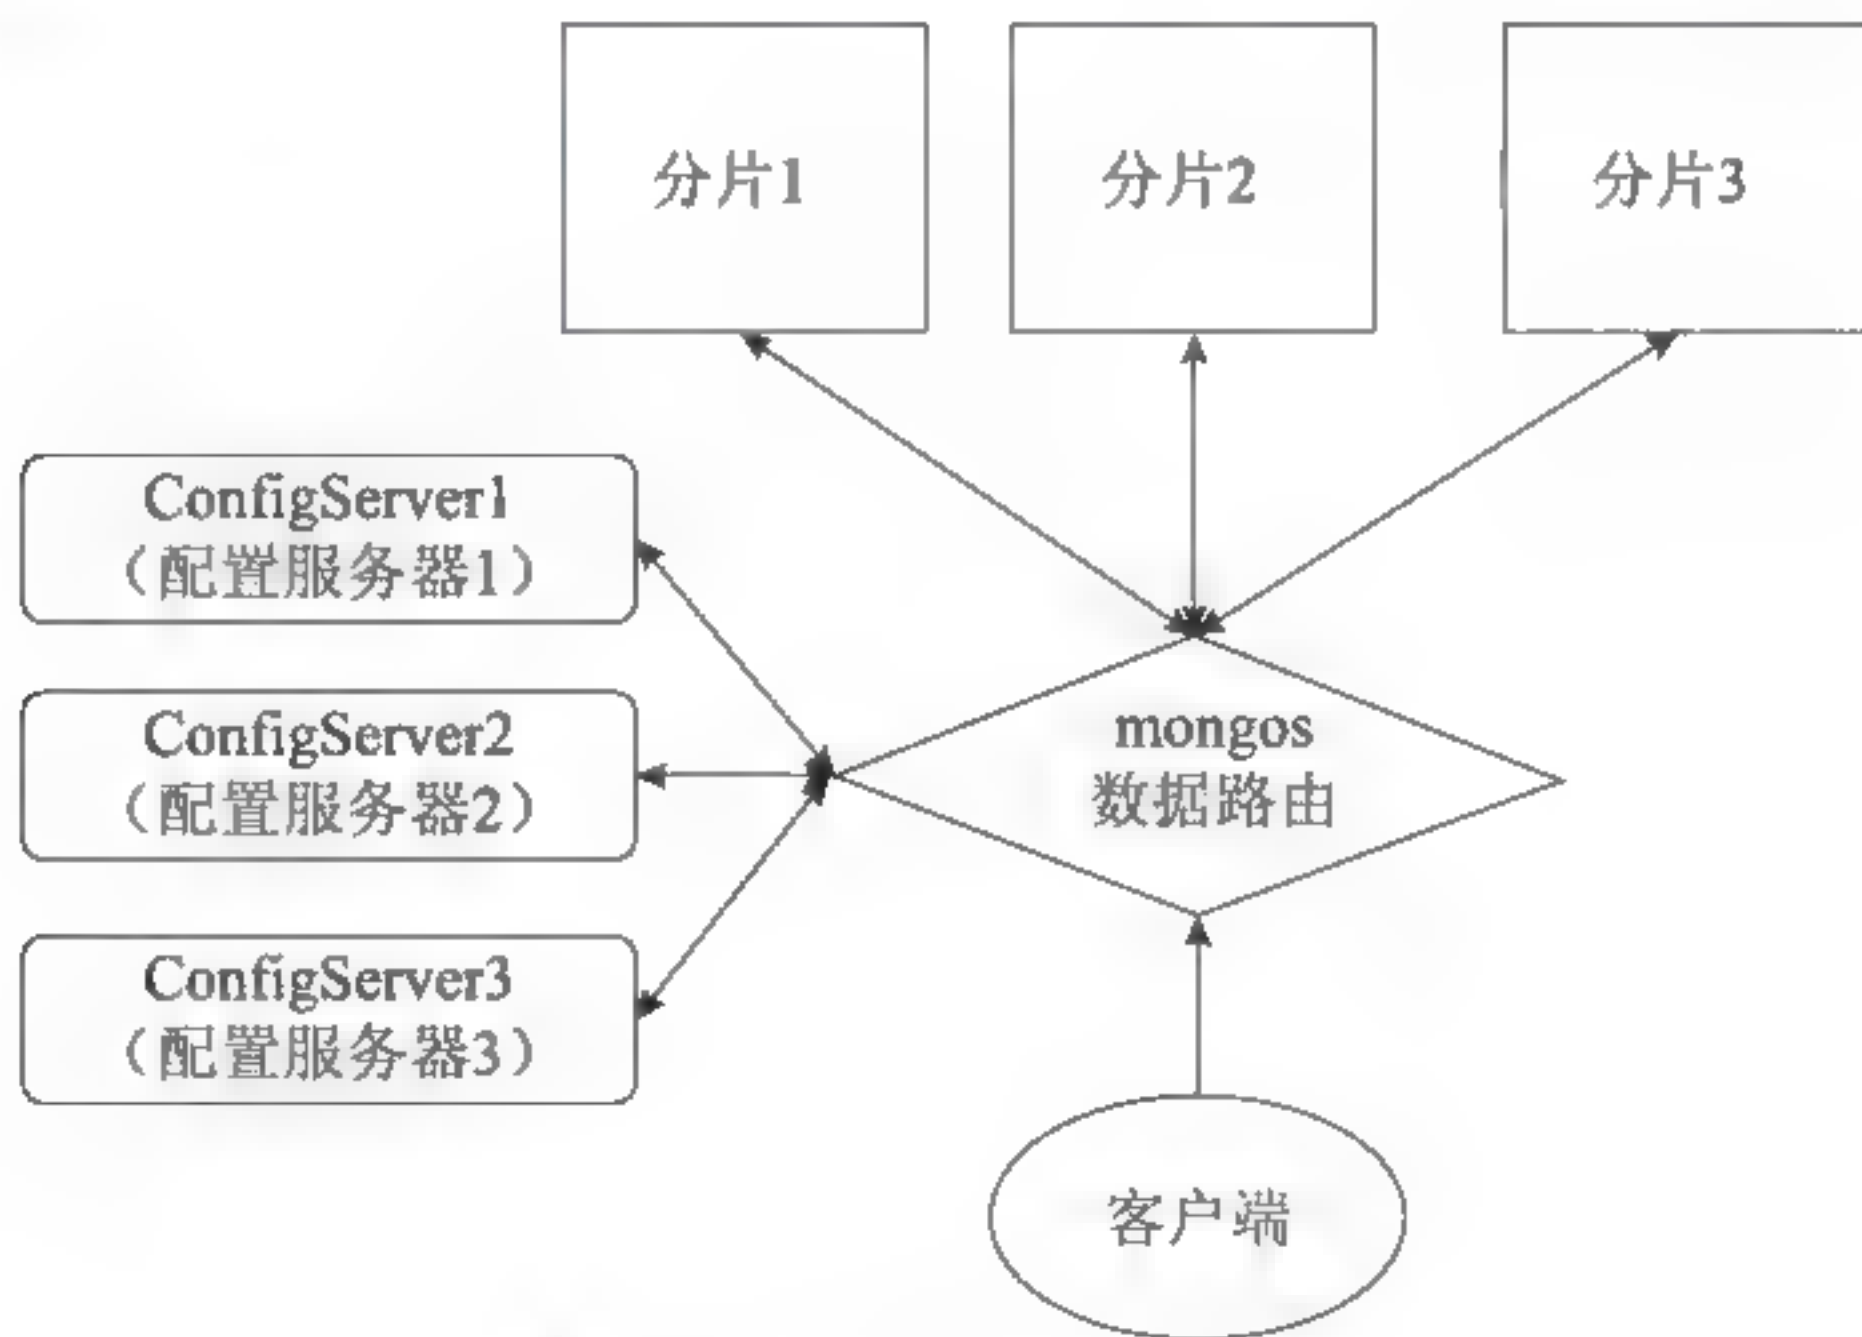 分片1
分片2
分片3
ConfigServer1
（配置服务器1）
ConfigServer2
（配置服务器2）
ConfigServer3
（配置服务器3）
mongos
数据路由
客户端